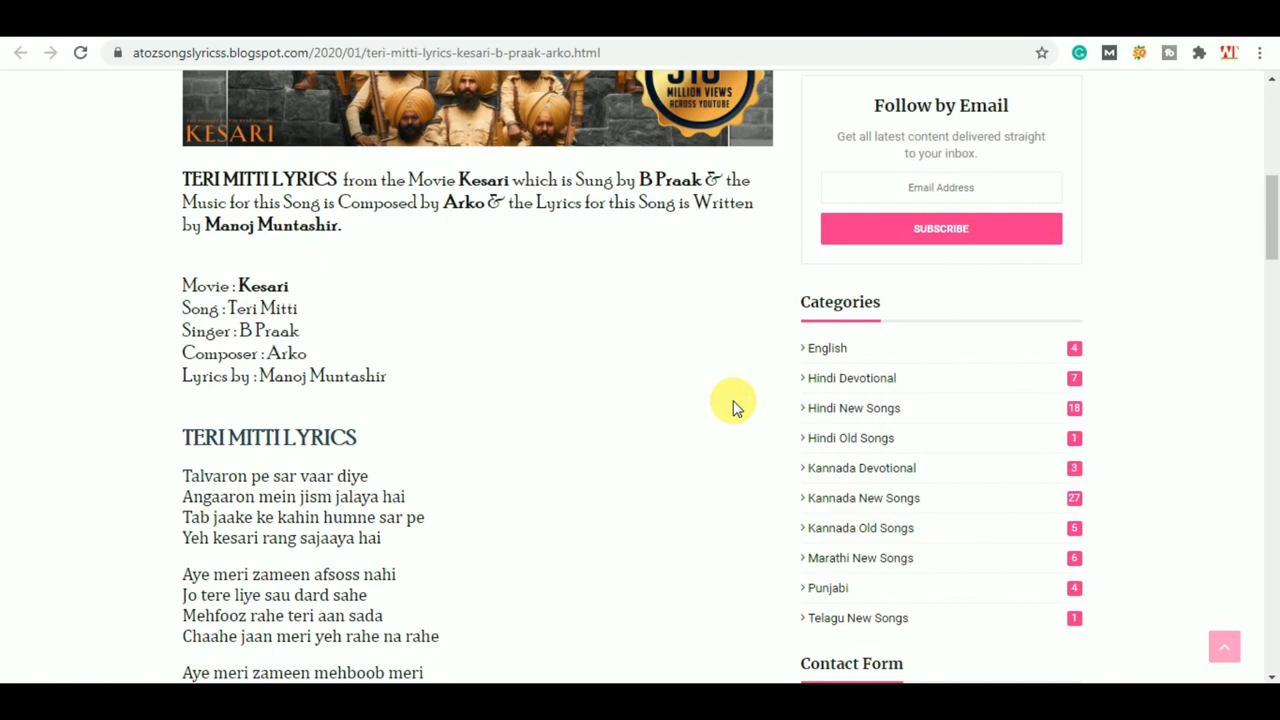 atozsongslyricss.blogspot.com/2020/01/teri-mitti-lyrics-kesari-b-praak-arko.html
MILLION VIEWS
ACROSS YOUTUBE
KESARI
TERI MITTI LYRICS from the Movie Kesari which is Sung by B Praak & the
Music for this Song is Composed by Arko & the Lyrics for this Song is Written
by Manoj Muntashir.
Movie : Kesari
Song : Teri Mitti
Singer : B Praak
Composer : Arko
Lyrics by : Manoj Muntashir
TERI MITTI LYRICS
Talvaron pe sar vaar diye
Angaaron mein jism jalaya hai
Tab jaake ke kahin humne sar pe
Yeh kesari rang sajaaya hai
Aye meri zameen afsoss nahi
Jo tere liye sau dard sahe
Mehfooz rahe teri aan sada
Chaahe jaan meri yeh rahe na rahe
Aye meri zameen mehboob meri
Follow by Email
Get all latest content delivered straight
to your inbox.
Email Address
SUBSCRIBE
Categories
English 4
Hindi Devotional 7
Hindi New Songs 18
Hindi Old Songs 1
Kannada Devotional 3
Kannada New Songs 27
Kannada Old Songs 5
Marathi New Songs 6
Punjabi 4
Telagu New Songs 1
Contact Form